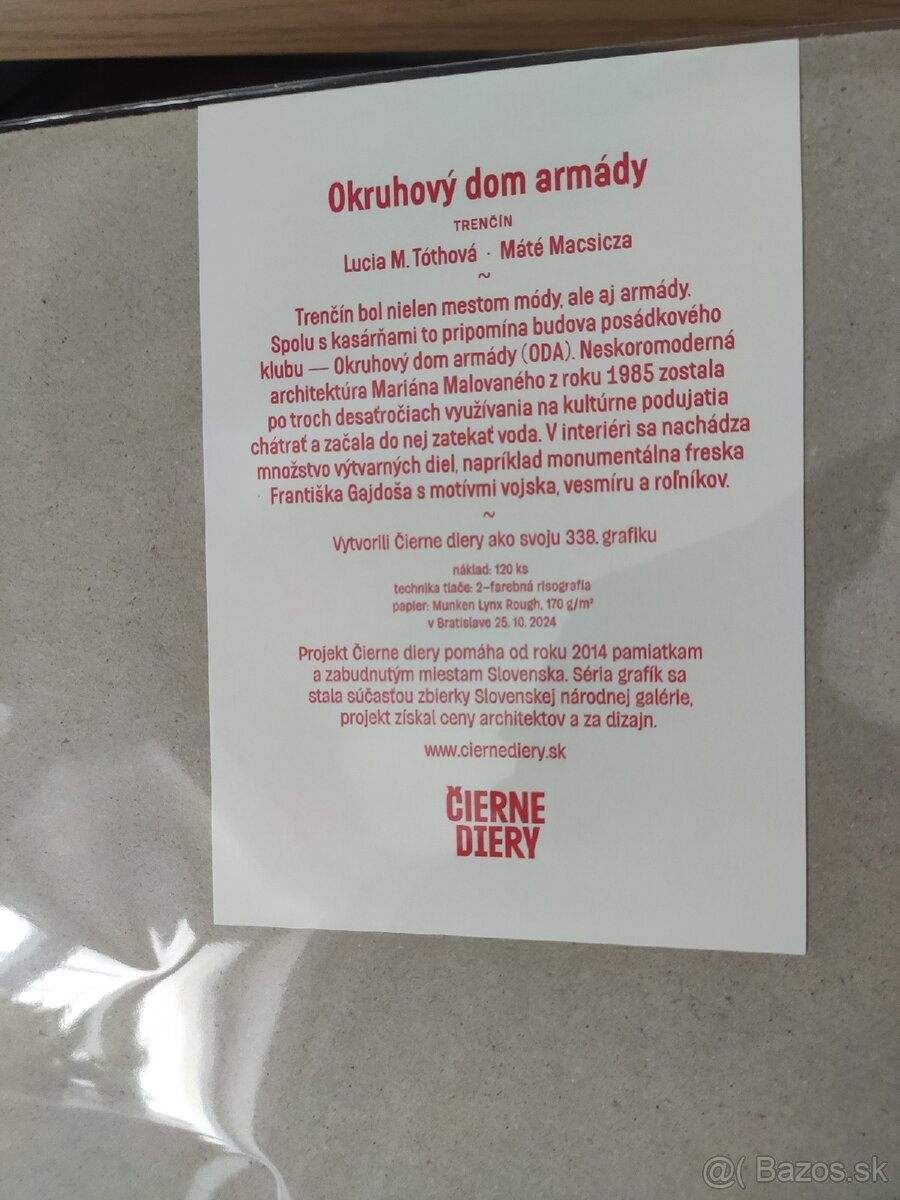 Okruhový dom armády
TRENČÍN
Lucia M. Tóthová · Máté Macsicza
~
Trenčín bol nielen mestom módy, ale aj armády.
Spolu s kasárňami to pripomína budova posádkového
klubu — Okruhový dom armády (ODA). Neskoromoderná
architektúra Mariána Malovaného z roku 1985 zostala
po troch desaťročiach využívania na kultúrne podujatia
chátrať a začala do nej zatekať voda. V interiéri sa nachádza
množstvo výtvarných diel, napríklad monumentálna freska
Františka Gajdoša s motívmi vojska, vesmíru a roľníkov.
~
Vytvorili Čierne diery ako svoju 338. grafiku
náklad: 120 ks
technika tlače: 2-farebná risografia
papier: Munken Lynx Rough, 170 g/m²
v Bratislave 25. 10. 2024
Projekt Čierne diery pomáha od roku 2014 pamiatkam
a zabudnutým miestam Slovenska. Séria grafík sa
stala súčasťou zbierky Slovenskej národnej galérie,
projekt získal ceny architektov a za dizajn.
www.ciernediery.sk
ČIERNE
DIERY
@( Bazos.sk